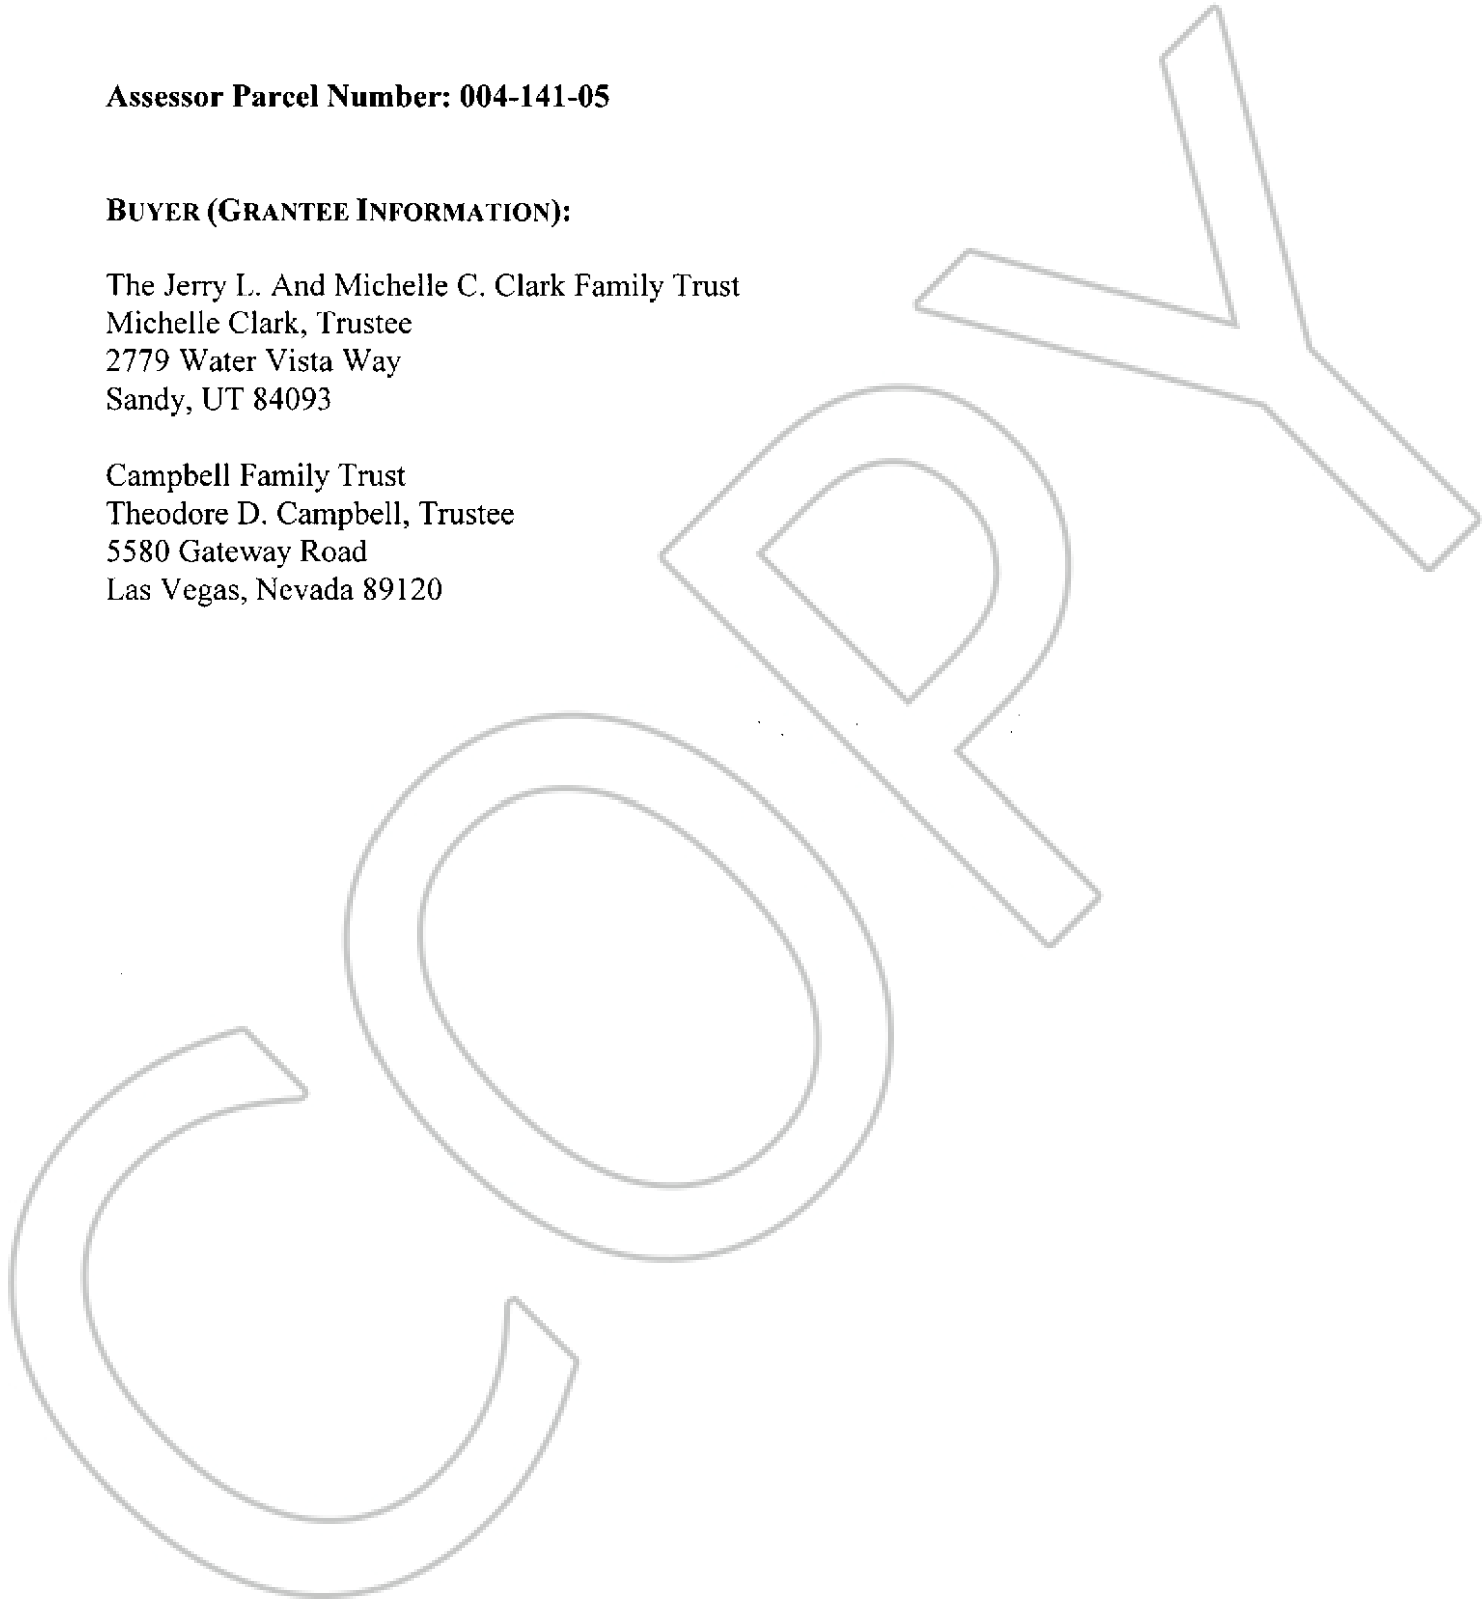 Assessor Parcel Number: 004-141-05
BUYER (GRANTEE INFORMATION):
The Jerry L. And Michelle C. Clark Family Trust
Michelle Clark, Trustee
2779 Water Vista Way
Sandy, UT 84093
Campbell Family Trust
Theodore D. Campbell, Trustee
5580 Gateway Road
Las Vegas, Nevada 89120
COPY